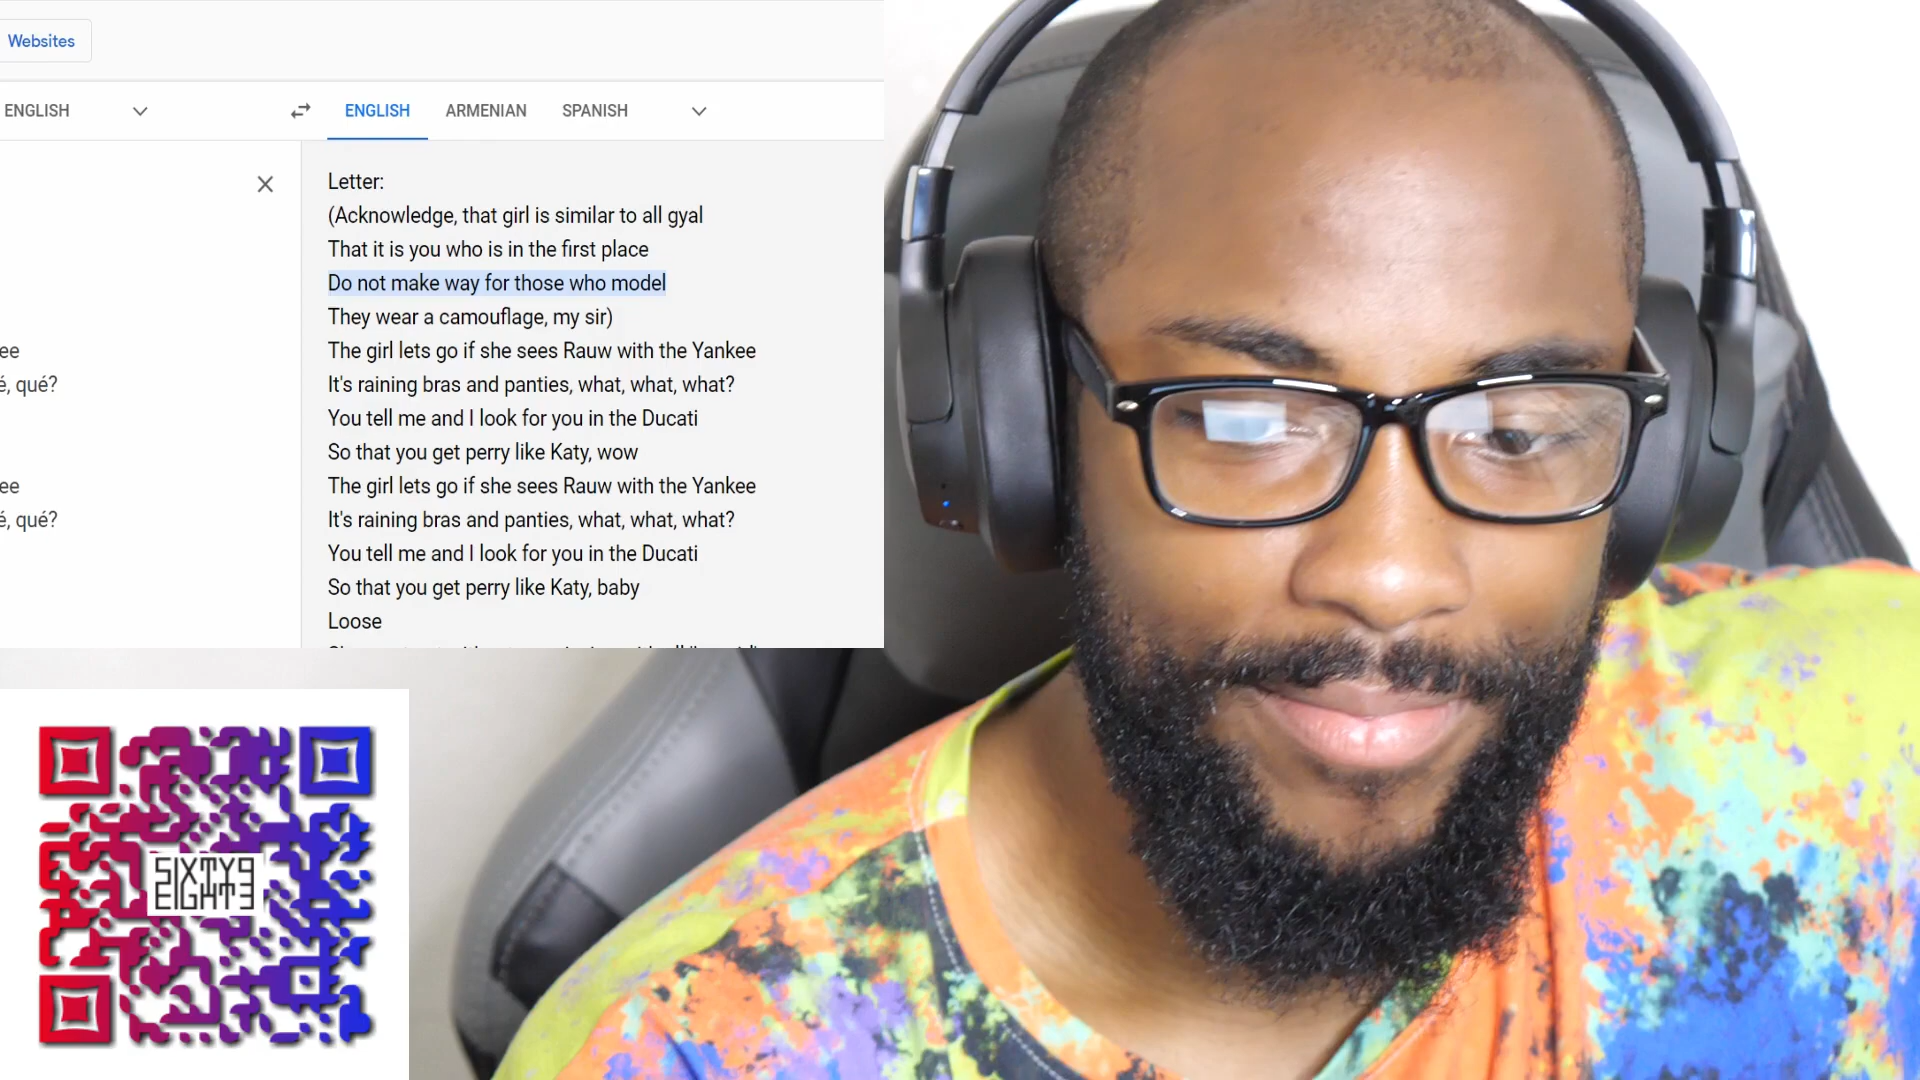 Websites
ENGLISH
ENGLISH ARMENIAN SPANISH
Letter:
(Acknowledge, that girl is similar to all gyal
That it is you who is in the first place
Do not make way for those who model
They wear a camouflage, my sir)
ee
The girl lets go if she sees Rauw with the Yankee
é, qué?
It's raining bras and panties, what, what, what?
You tell me and I look for you in the Ducati
So that you get perry like Katy, wow
ee
The girl lets go if she sees Rauw with the Yankee
é, qué?
It's raining bras and panties, what, what, what?
You tell me and I look for you in the Ducati
So that you get perry like Katy, baby
Loose
SIXTY9
EIGHT3